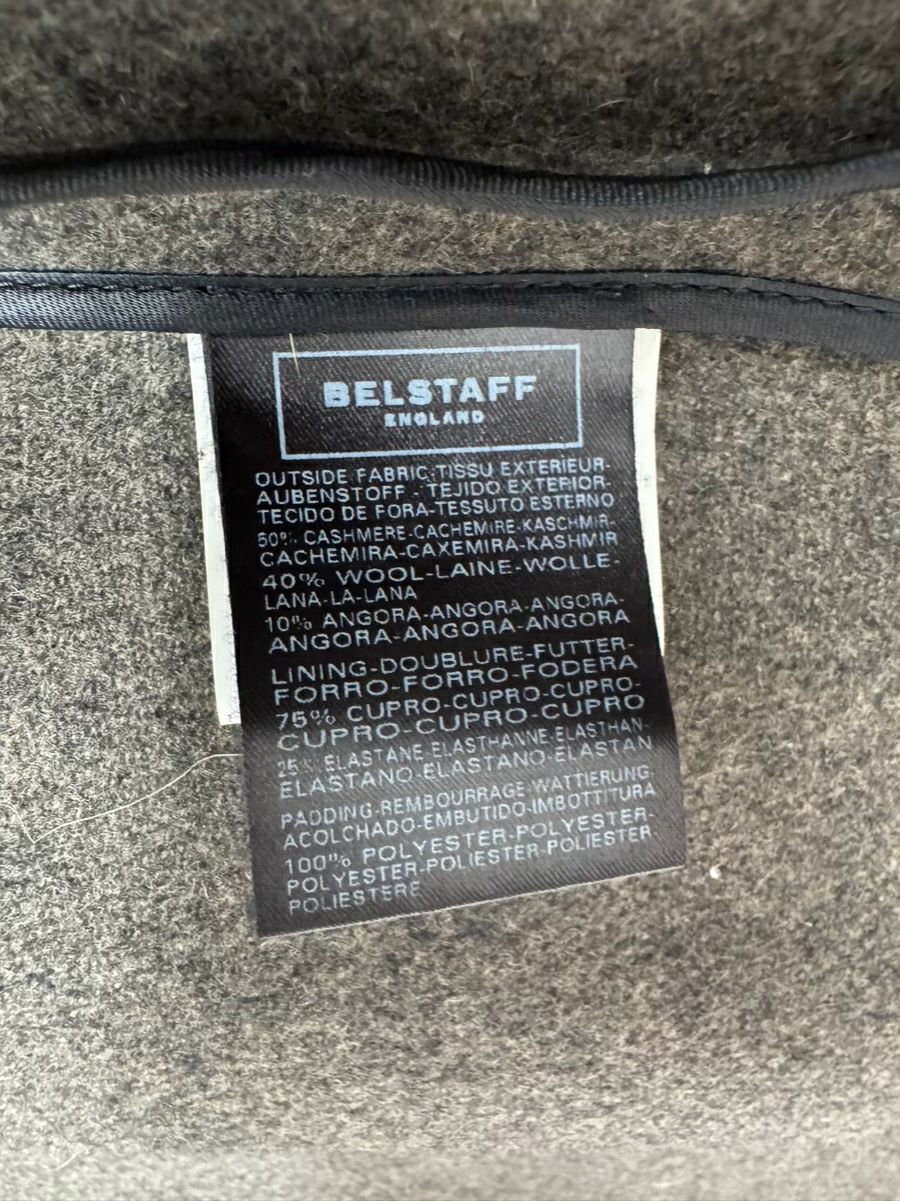 BELSTAFF
ENGLAND
OUTSIDE FABRIC-TISSU EXTERIEUR-
AUBENSTOFF - TEJIDO EXTERIOR-
TECIDO DE FORA-TESSUTO ESTERNO
50% CASHMERE-CACHEMIRE-KASCHMIR-
CACHEMIRA-CAXEMIRA-KASHMIR
40% WOOL-LAINE-WOLLE-
LANA-LA-LANA
10% ANGORA-ANGORA-ANGORA-
ANGORA-ANGORA-ANGORA
LINING-DOUBLURE-FUTTER-
FORRO-FORRO-FODERA
75% CUPRO-CUPRO-CUPRO-
CUPRO-CUPRO-CUPRO
25% ELASTANE-ELASTHANNE-ELASTHAN-
ELASTANO-ELASTANO-ELASTAN
PADDING-REMBOURRAGE-WATTIERUNG-
ACOLCHADO-EMBUTIDO-IMBOTTITURA
100% POLYESTER-POLYESTER-
POLYESTER-POLIESTER-POLIESTER
POLIESTERE